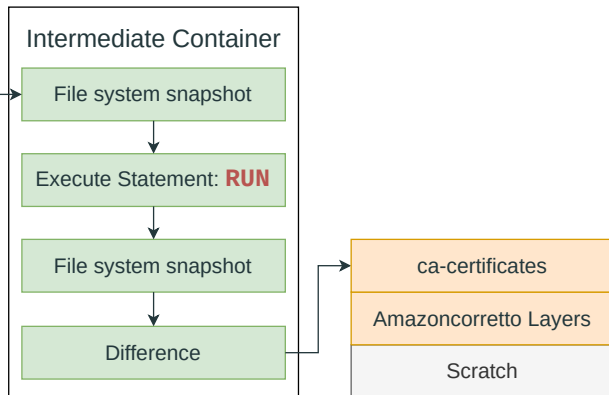 Intermediate Container
File system snapshot
Execute Statement: RUN
File system snapshot
Difference
ca-certificates
Amazoncorretto Layers
Scratch